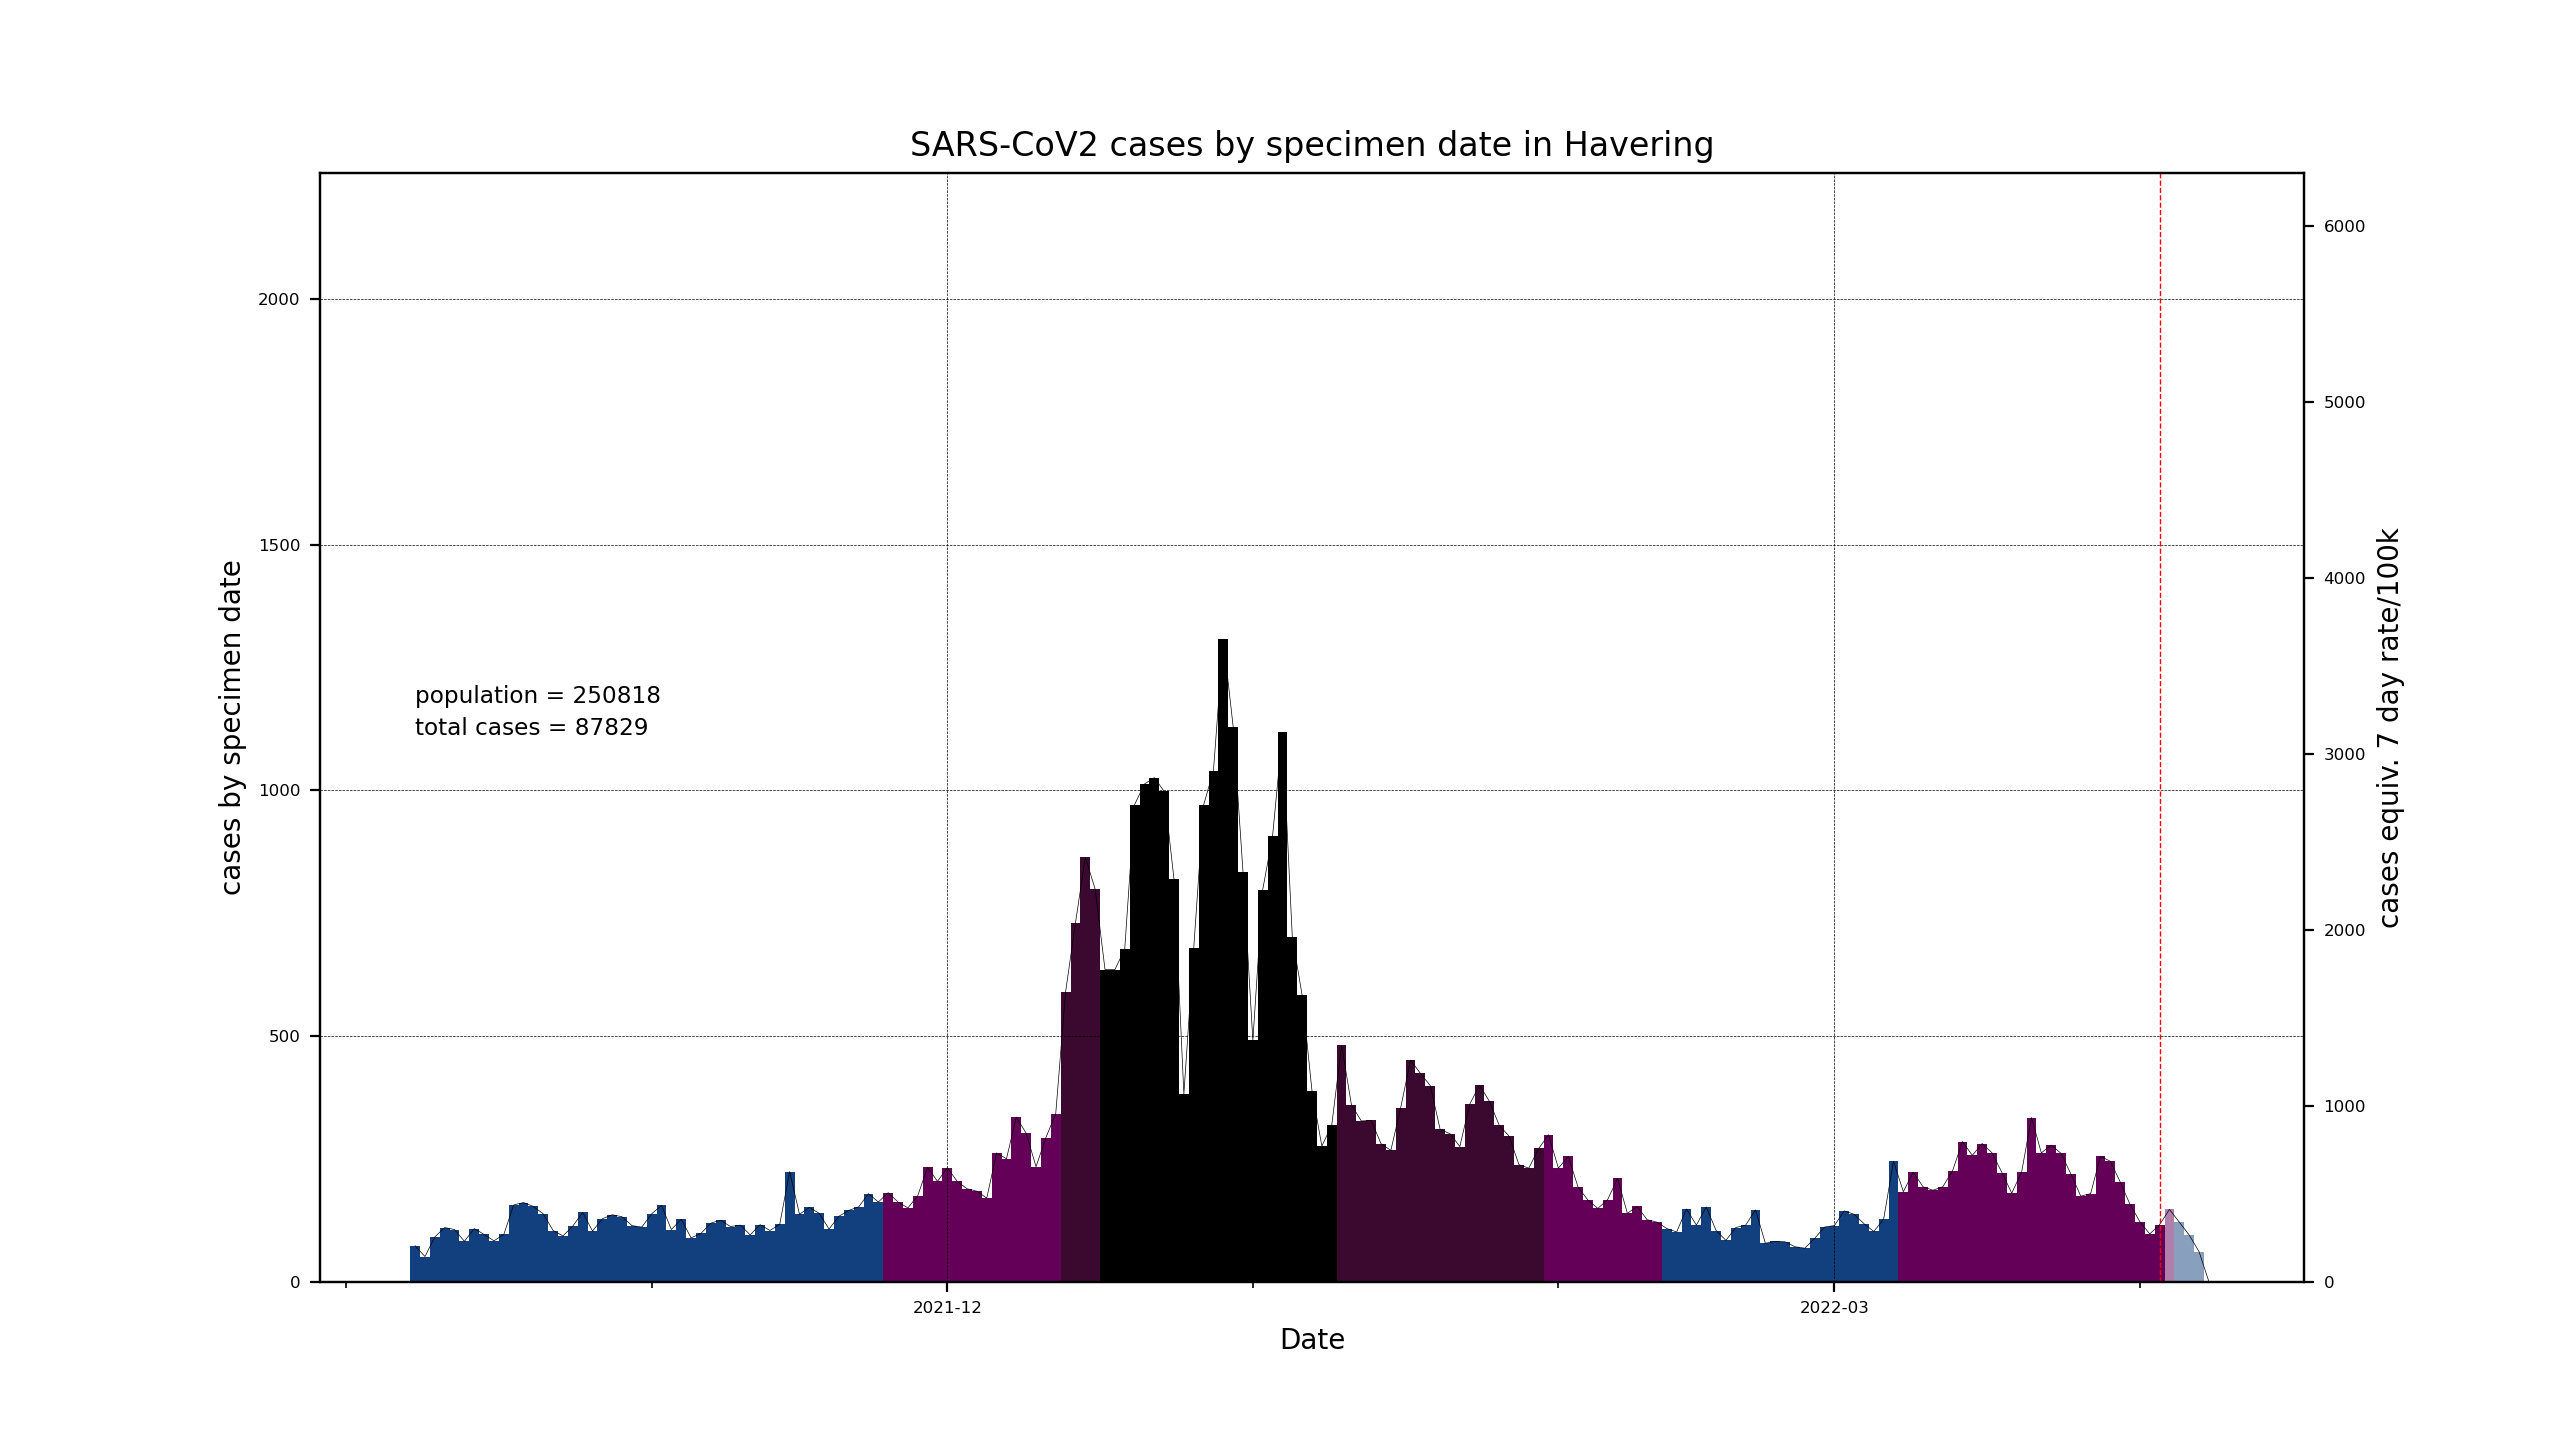 SARS-CoV2 cases by specimen date in Havering
6000
2000
5000
1500
4000
cases by specimen date
cases equiv. 7 day rate/100k
population = 250818
total cases = 87829
3000
1000
2000
500
1000
0
0
2021-12
2022-03
Date